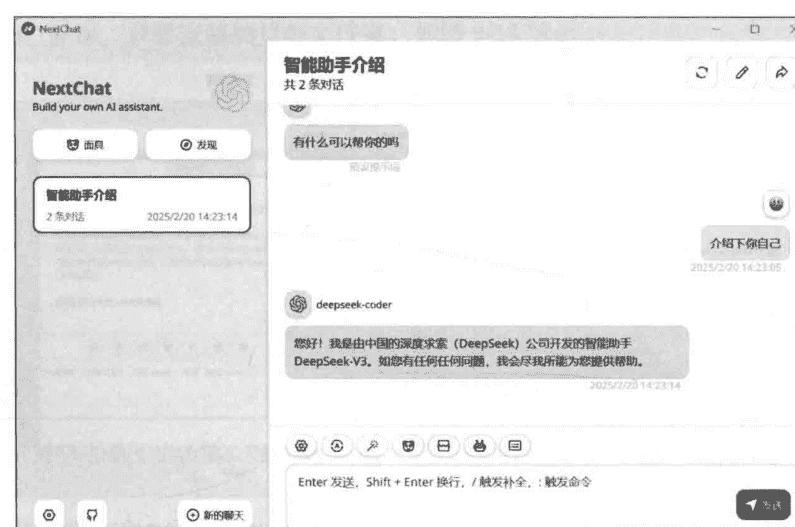 NextChat
NextChat
Build your own AI assistant.
面具
发现
智能助手介绍
2 条对话
2025/2/20 14:23:14
智能助手介绍
共 2 条对话
有什么可以帮你的吗
介绍下你自己
2025/2/20 14:23:05
deepseek-coder
您好！我是由中国的深度求索（DeepSeek）公司开发的智能助手
DeepSeek-V3。如您有任何任何问题，我会尽我所能为您提供帮助。
2025/2/20 14:23:14
Enter 发送，Shift + Enter 换行，/ 触发补全，: 触发命令
新的聊天
发送